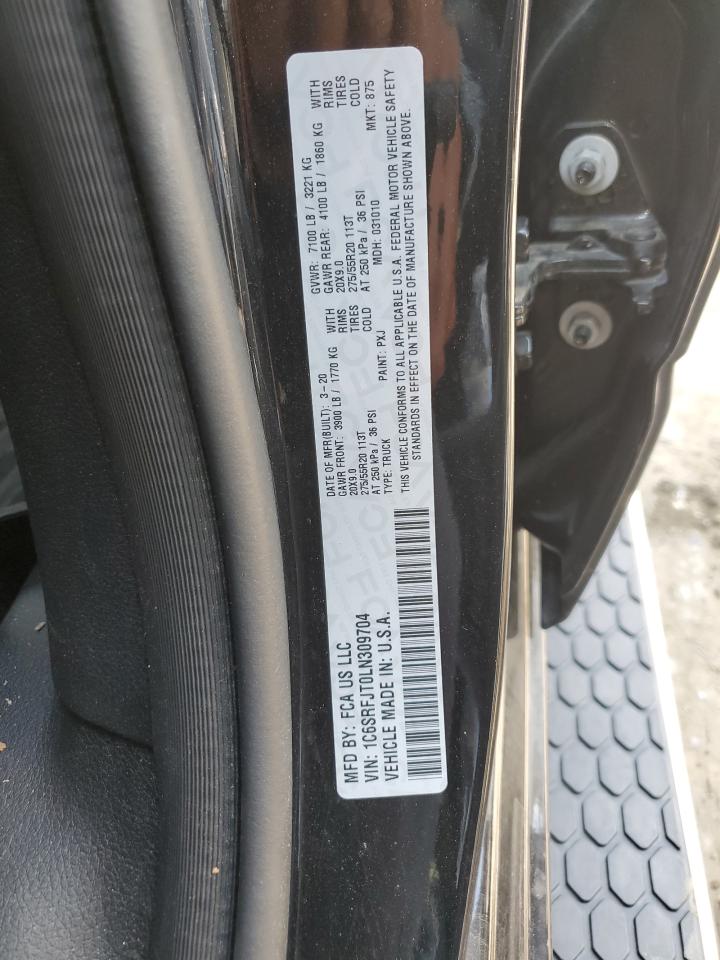 MFD BY: FCA US LLC
VIN: 1C6SRFJT0LN309704
VEHICLE MADE IN: U.S.A.
DATE OF MFR(BUILT): 3-20
GAWR FRONT: 3900 LB / 1770 KG WITH
20X9.0 RIMS
275/55R20 113T TIRES
AT 250 kPa / 36 PSI COLD
TYPE: TRUCK PAINT: PXJ
GVWR: 7100 LB / 3221 KG
GAWR REAR: 4100 LB / 1860 KG WITH
20X9.0 RIMS
275/55R20 113T TIRES
AT 250 kPa / 36 PSI COLD
MDH: 031010 MKT: 875
THIS VEHICLE CONFORMS TO ALL APPLICABLE U.S.A. FEDERAL MOTOR VEHICLE SAFETY
STANDARDS IN EFFECT ON THE DATE OF MANUFACTURE SHOWN ABOVE.